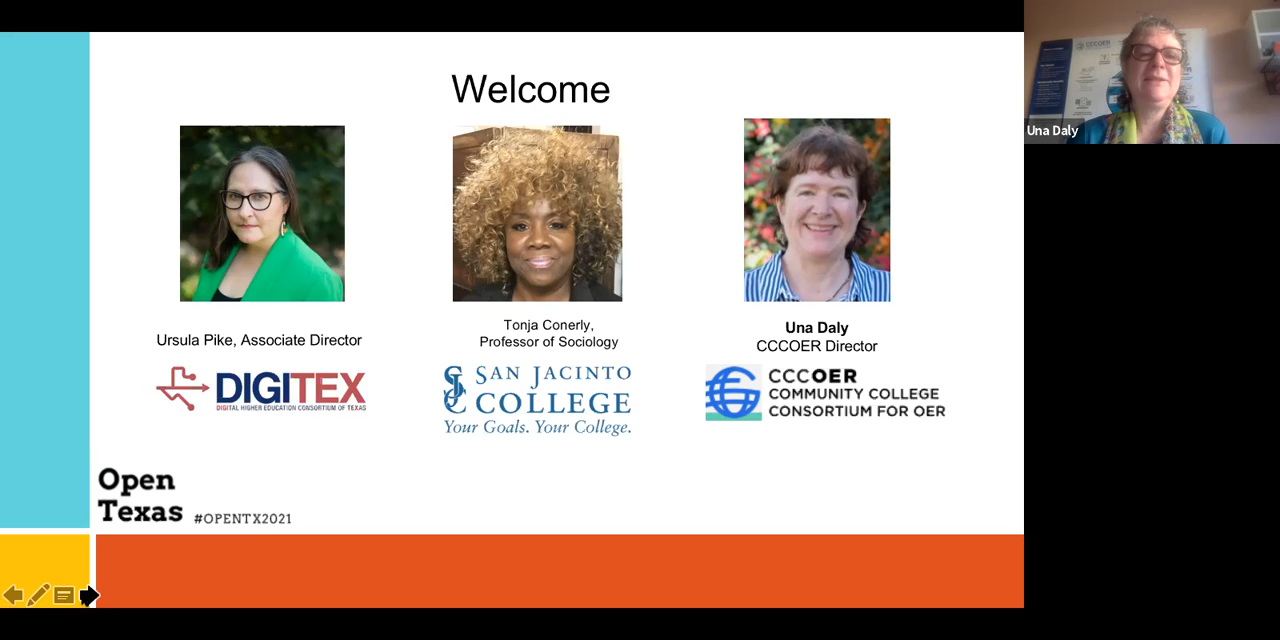 Welcome
Ursula Pike, Associate Director
DIGITEX
DIGITAL HIGHER EDUCATION CONSORTIUM OF TEXAS
Tonja Conerly,
Professor of Sociology
SJC SAN JACINTO
COLLEGE
Your Goals. Your College.
Una Daly
CCCOER Director
CCCOER
COMMUNITY COLLEGE
CONSORTIUM FOR OER
Open
Texas #OPENTX2021
CCCOER
Una Daly